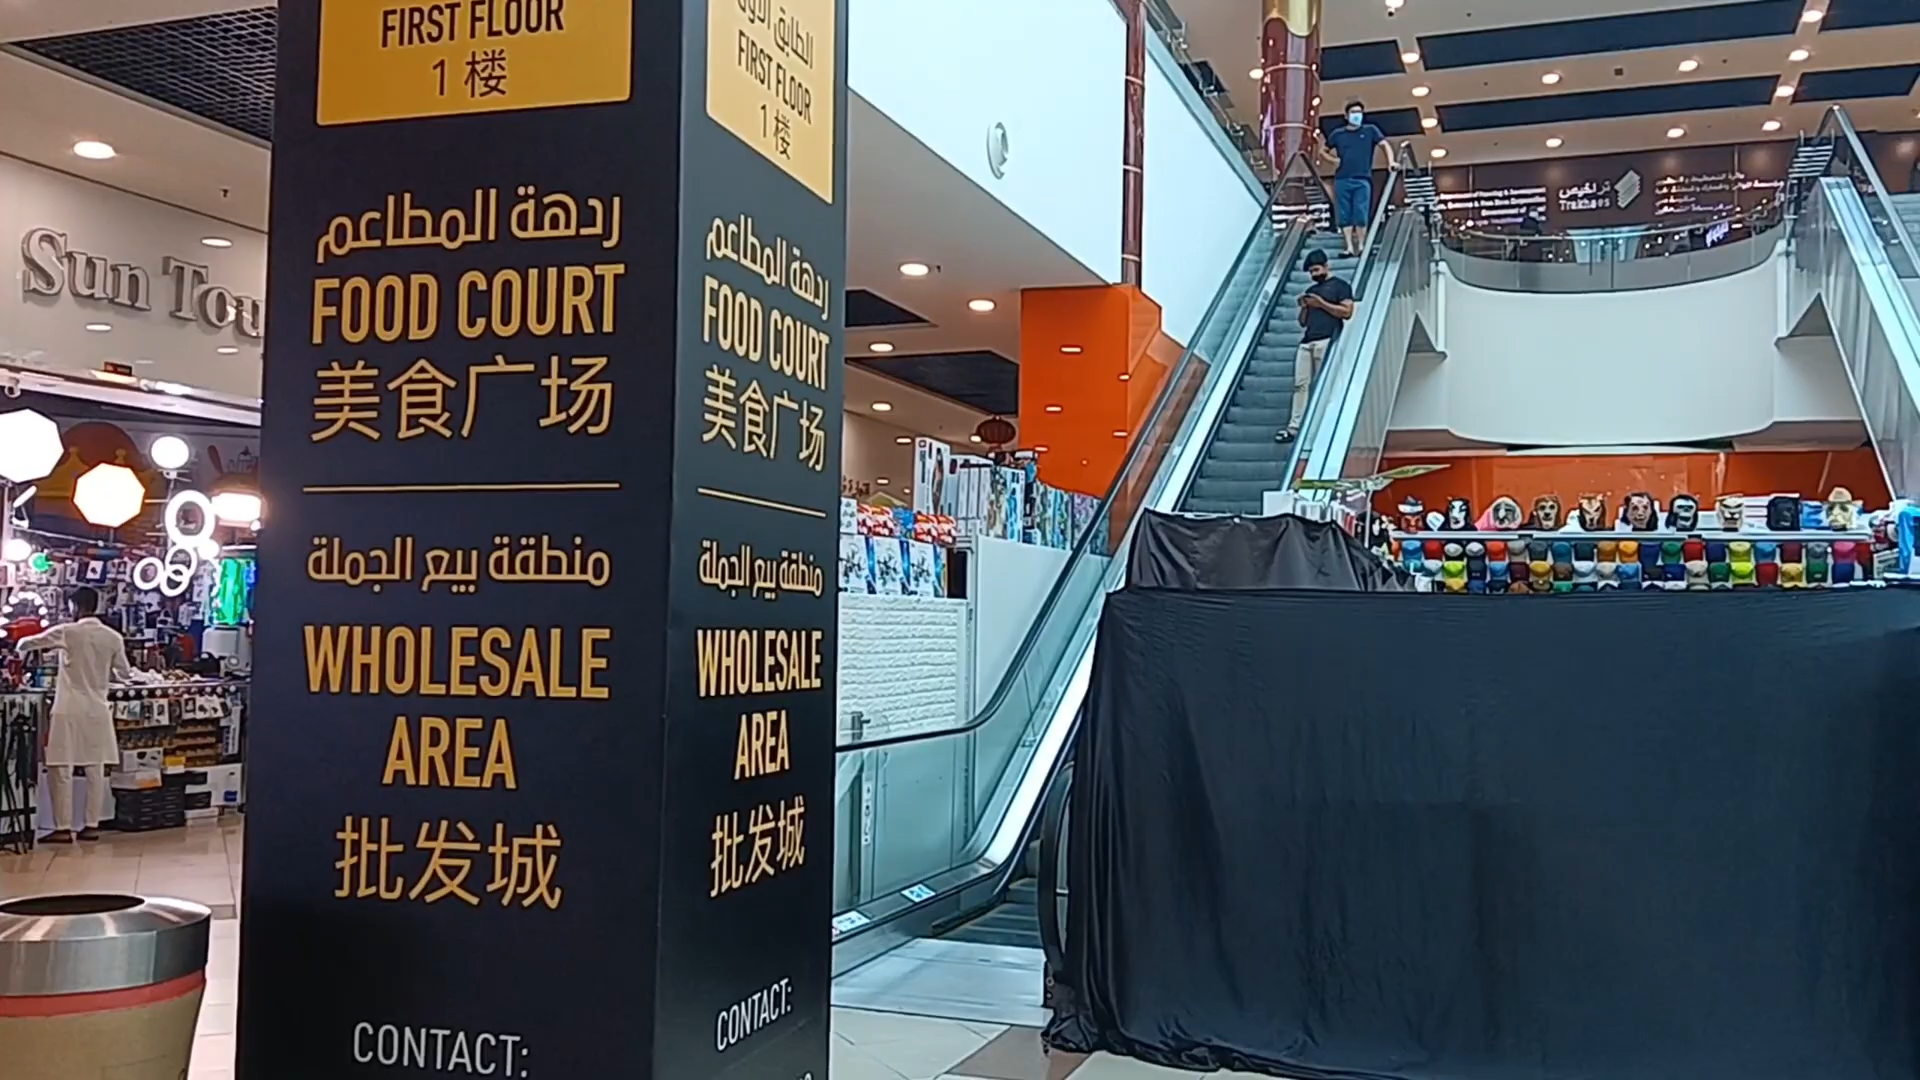 Sun Tou
FIRST FLOOR
1 楼
ردهة المطاعم
FOOD COURT
美食广场
منطقة بيع الجملة
WHOLESALE
AREA
批发城
CONTACT:
الطابق الأول
FIRST FLOOR
1 楼
ردهة المطاعم
FOOD COURT
美食广场
منطقة بيع الجملة
WHOLESALE
AREA
批发城
CONTACT:
تراخيص
Trakhees